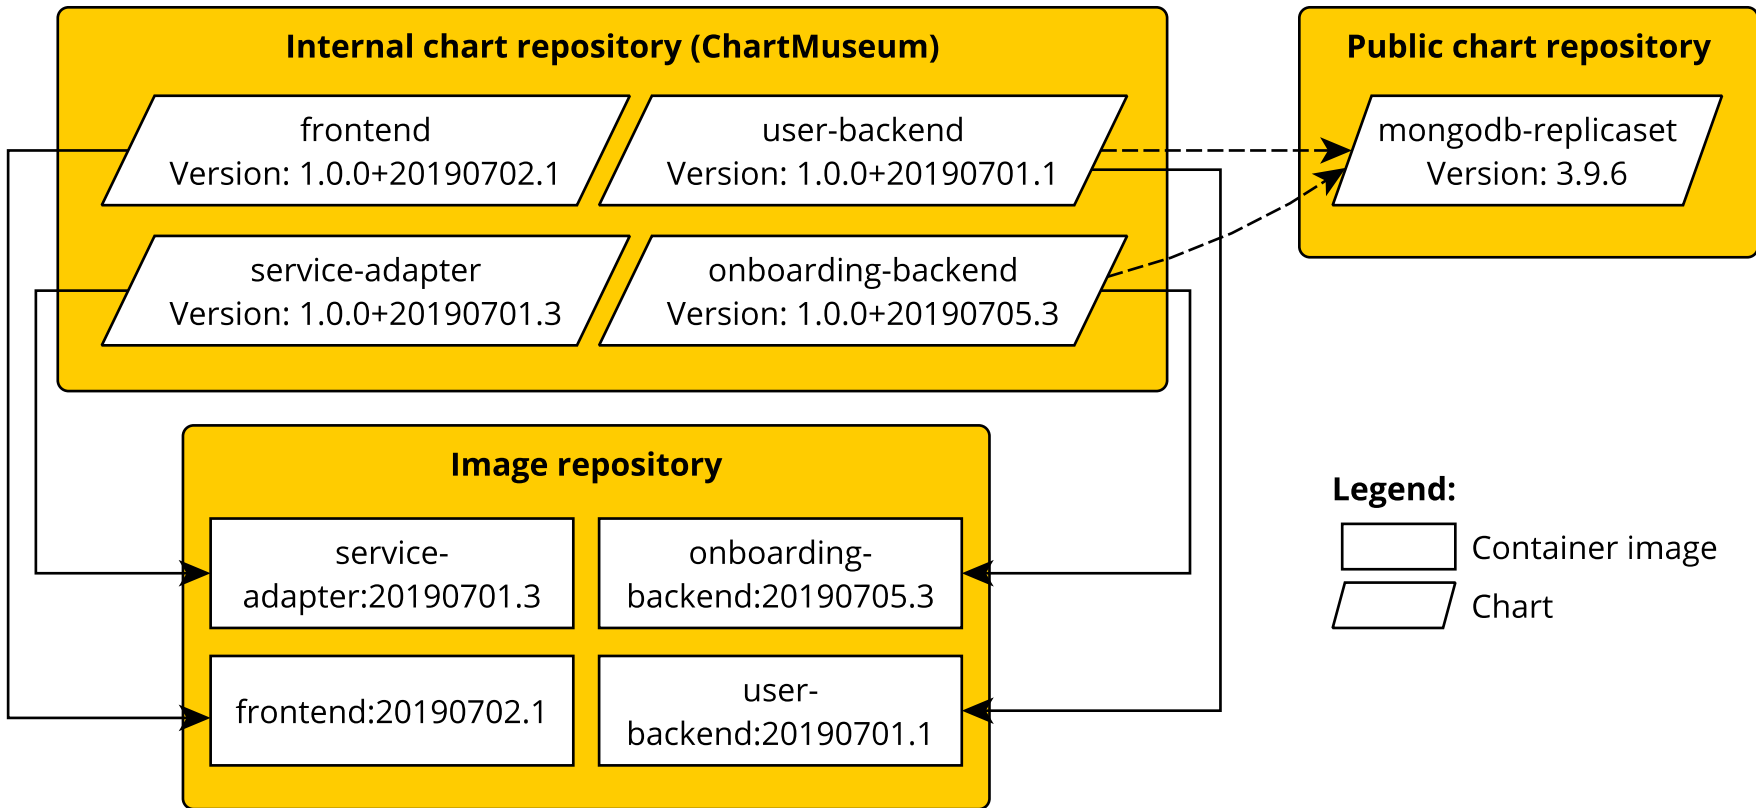 Internal chart repository (ChartMuseum)
frontend
Version: 1.0.0+20190702.1
user-backend
Version: 1.0.0+20190701.1
service-adapter
Version: 1.0.0+20190701.3
onboarding-backend
Version: 1.0.0+20190705.3
Public chart repository
mongodb-replicaset
Version: 3.9.6
Image repository
service-
adapter:20190701.3
onboarding-
backend:20190705.3
frontend:20190702.1
user-
backend:20190701.1
Legend:
Container image
Chart